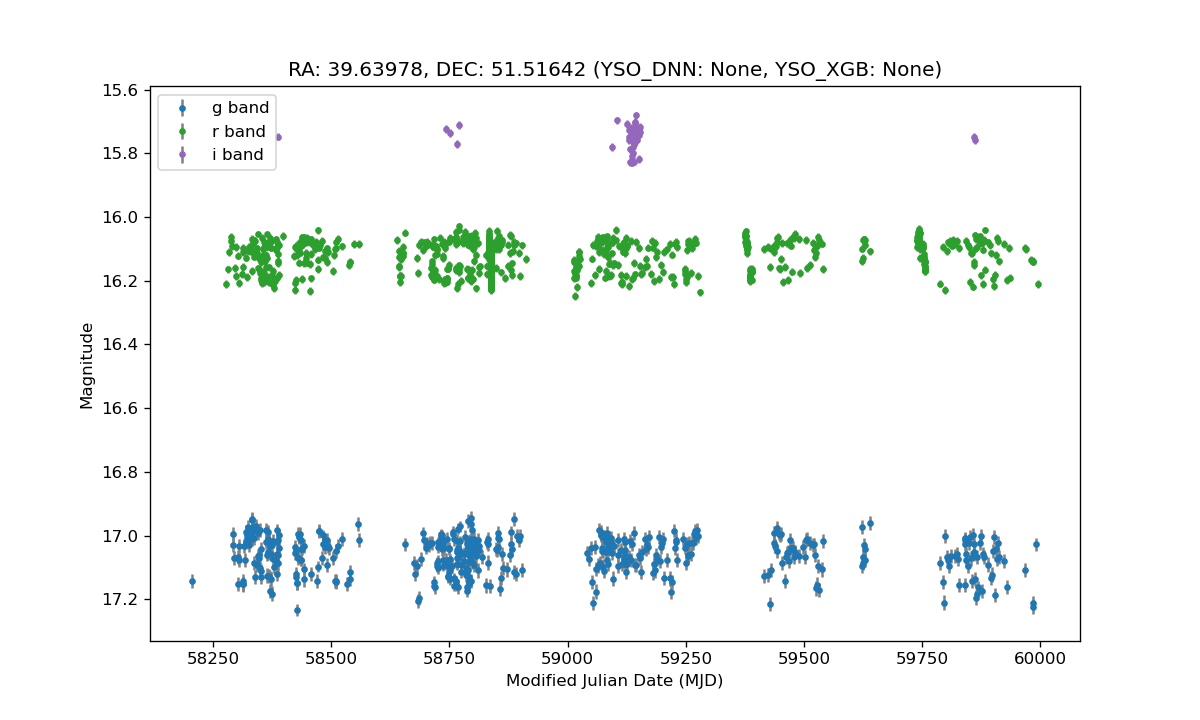 RA: 39.63978, DEC: 51.51642 (YSO_DNN: None, YSO_XGB: None)
g band
r band
i band
15.6
15.8
16.0
16.2
16.4
16.6
16.8
17.0
17.2
Magnitude
58250 58500 58750 59000 59250 59500 59750 60000
Modified Julian Date (MJD)